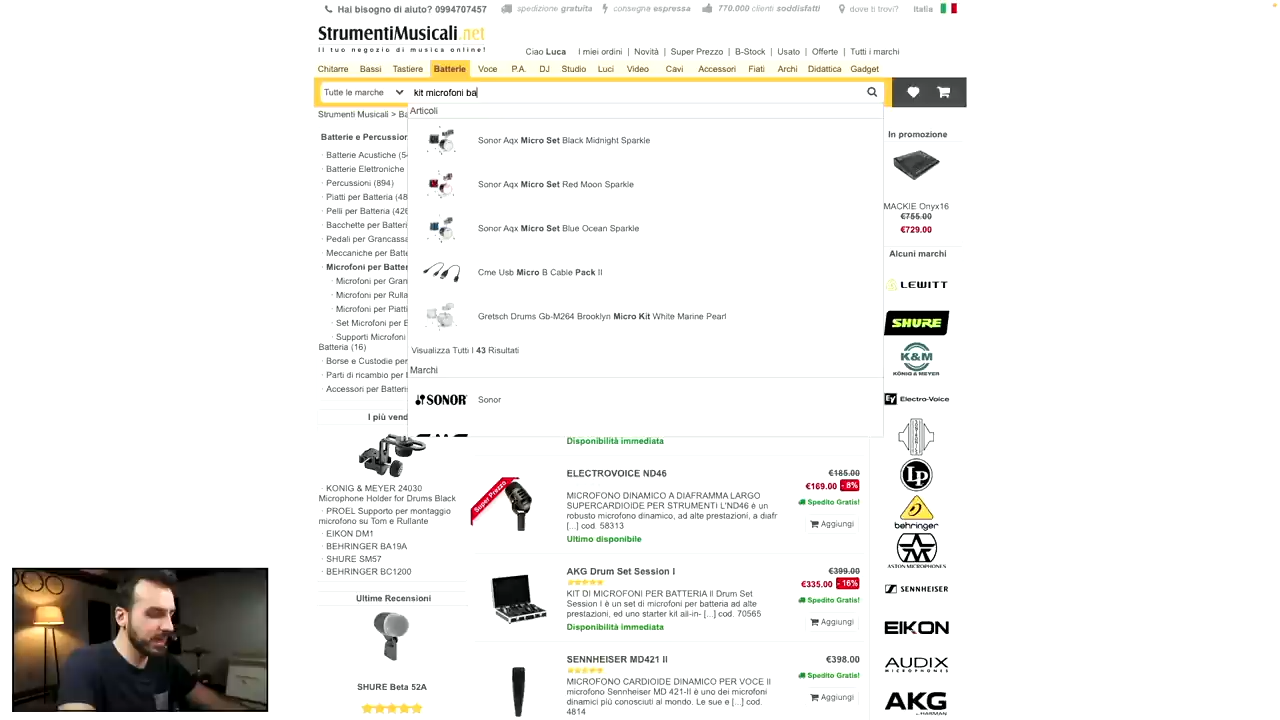 Hai bisogno di aiuto? 0994707457
spedizione gratuita
consegna espressa
770.000 clienti soddisfatti
dove ti trovi?
Italia
StrumentiMusicali.net
Il tuo negozio di musica online!
Ciao Luca
I miei ordini | Novità | Super Prezzo | B-Stock | Usato | Offerte | Tutti i marchi
Chitarre Bassi Tastiere Batterie Voce P.A. DJ Studio Luci Video Cavi Accessori Fiati Archi Didattica Gadget
Tutte le marche
kit microfoni ba
Strumenti Musicali > Ba
Articoli
Sonor Aqx Micro Set Black Midnight Sparkle
Sonor Aqx Micro Set Red Moon Sparkle
Sonor Aqx Micro Set Blue Ocean Sparkle
Cme Usb Micro B Cable Pack II
Gretsch Drums Gb-M264 Brooklyn Micro Kit White Marine Pearl
Visualizza Tutti I 43 Risultati
Marchi
SONOR
Sonor
Batterie e Percussion
· Batterie Acustiche (54
· Batterie Elettroniche
· Percussioni (894)
· Piatti per Batteria (48
· Pelli per Batteria (426
· Bacchette per Batteri
· Pedali per Grancassa
· Meccaniche per Batte
· Microfoni per Batter
· Microfoni per Gran
· Microfoni per Rulla
· Microfoni per Piatti
· Set Microfoni per B
· Supporti Microfoni
Batteria (16)
· Borse e Custodie per
· Parti di ricambio per
· Accessori per Batteri
I più vend
· KONIG & MEYER 24030
Microphone Holder for Drums Black
· PROEL Supporto per montaggio
microfono su Tom e Rullante
· EIKON DM1
· BEHRINGER BA19A
· SHURE SM57
· BEHRINGER BC1200
Ultime Recensioni
SHURE Beta 52A
Disponibilità immediata
Super Prezzo
ELECTROVOICE ND46
MICROFONO DINAMICO A DIAFRAMMA LARGO
SUPERCARDIOIDE PER STRUMENTI L'ND46 è un
robusto microfono dinamico, ad alte prestazioni, a diafr
[...] cod. 58313
Ultimo disponibile
€185.00
€169.00 - 8%
Spedito Gratis!
Aggiungi
AKG Drum Set Session I
KIT DI MICROFONI PER BATTERIA Il Drum Set
Session I è un set di microfoni per batteria ad alte
prestazioni, ed uno starter kit all-in- [...] cod. 70565
Disponibilità immediata
€399.00
€335.00 - 16%
Spedito Gratis!
Aggiungi
SENNHEISER MD421 II
MICROFONO CARDIOIDE DINAMICO PER VOCE Il
microfono Sennheiser MD 421-II è uno dei microfoni
dinamici più conosciuti al mondo. Le sue e [...] cod.
4814
€398.00
Spedito Gratis!
Aggiungi
In promozione
MACKIE Onyx16
€755.00
€729.00
Alcuni marchi
LEWITT
SHURE
K&M
KÖNIG & MEYER
EV Electro-Voice
LP
behringer
ASTON MICROPHONES
SENNHEISER
EIKON
AUDIX
MICROPHONES
AKG
by HARMAN